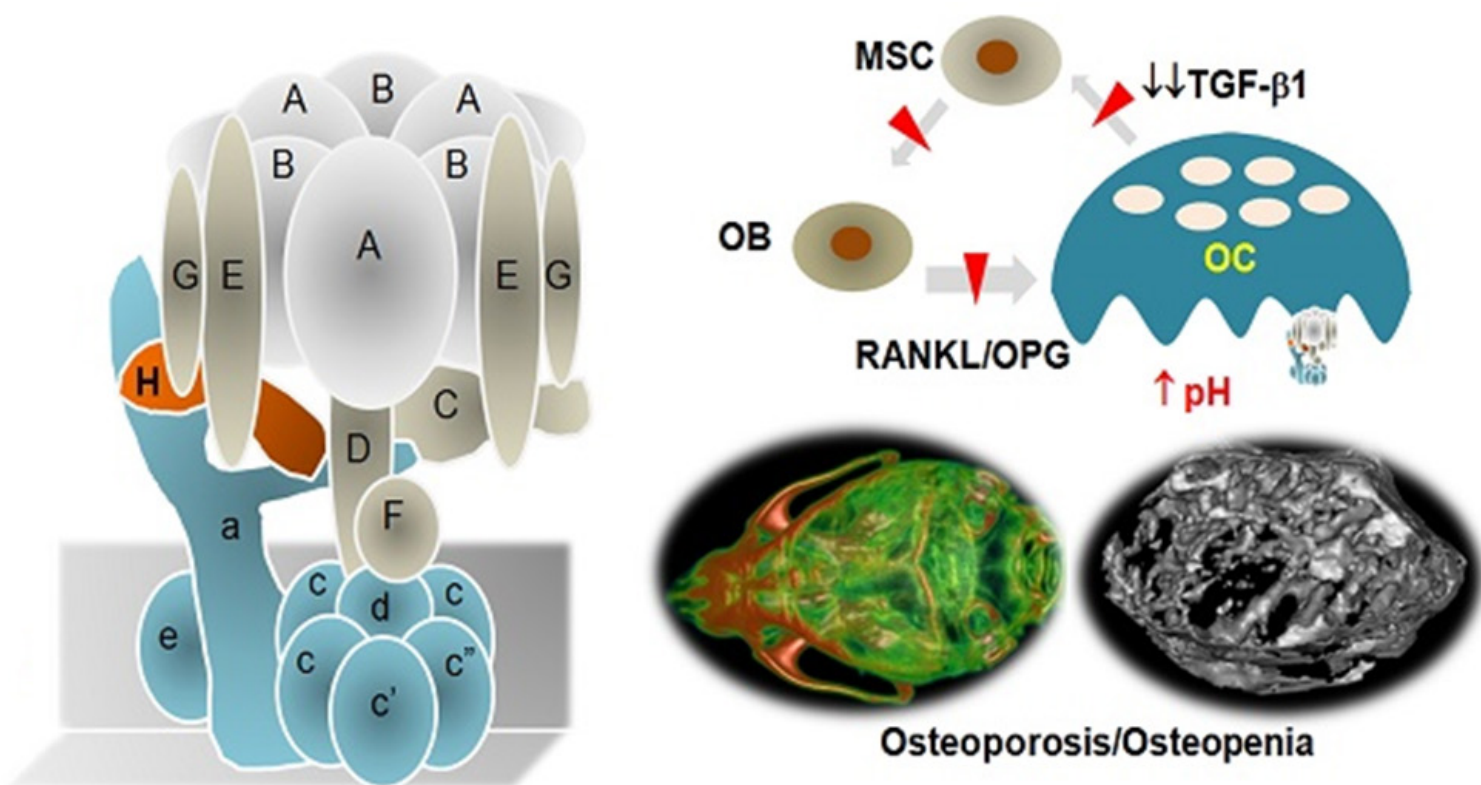 B
A
A
B
B
A
G
E
E
G
H
C
D
a
F
c
d
c
e
c
c"
c'
MSC
↓↓TGF-β1
OB
OC
RANKL/OPG
↑ pH
Osteoporosis/Osteopenia